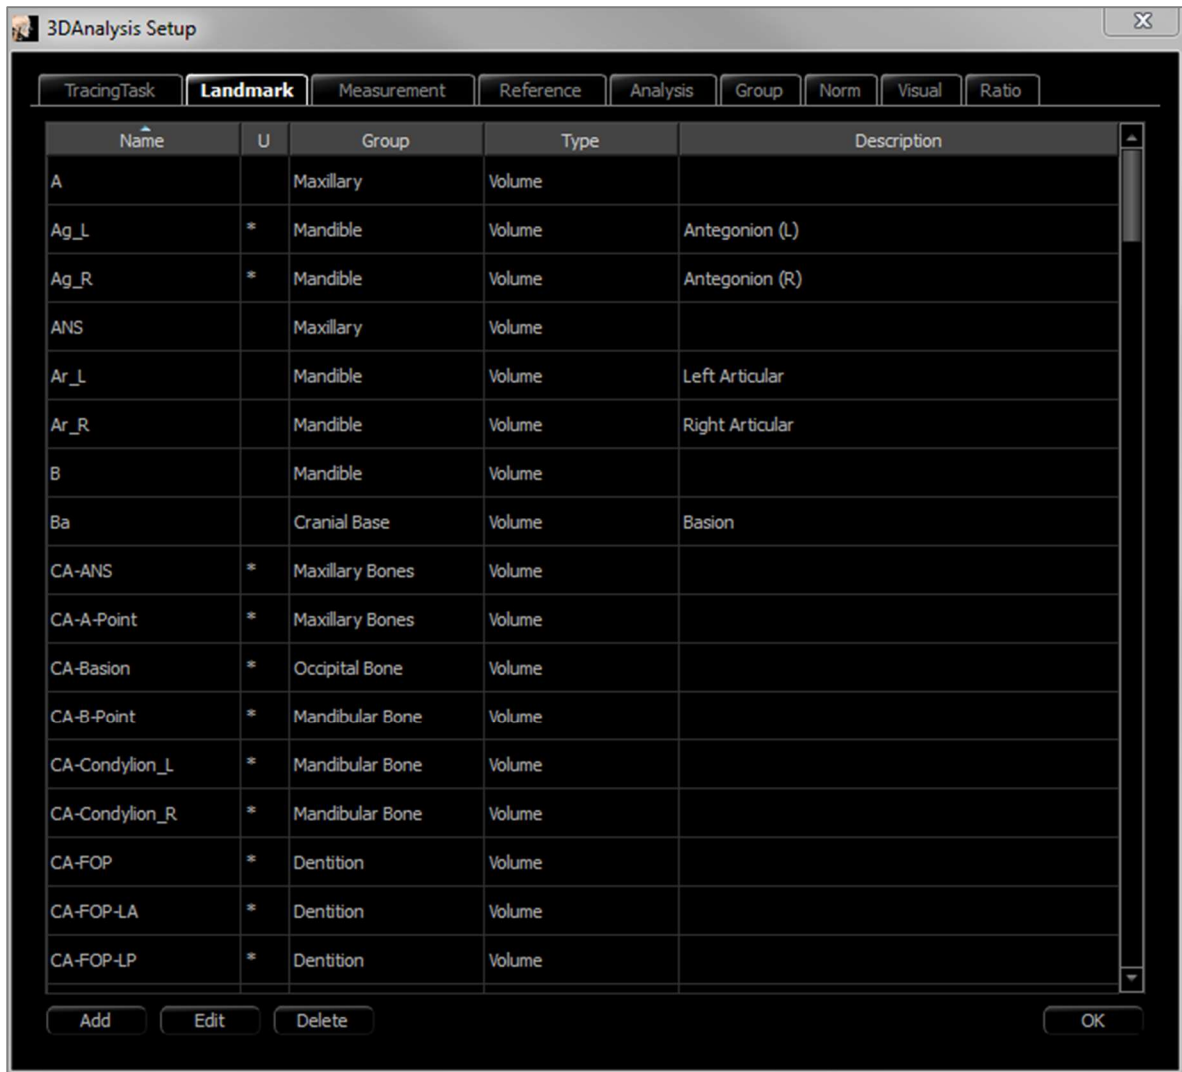 3DAnalysis Setup
TracingTask Landmark Measurement Reference Analysis Group Norm Visual Ratio
Name U Group Type Description
A Maxillary Volume
Ag_L * Mandible Volume Antegonion (L)
Ag_R * Mandible Volume Antegonion (R)
ANS Maxillary Volume
Ar_L Mandible Volume Left Articular
Ar_R Mandible Volume Right Articular
B Mandible Volume
Ba Cranial Base Volume Basion
CA-ANS * Maxillary Bones Volume
CA-A-Point * Maxillary Bones Volume
CA-Basion * Occipital Bone Volume
CA-B-Point * Mandibular Bone Volume
CA-Condylion_L * Mandibular Bone Volume
CA-Condylion_R * Mandibular Bone Volume
CA-FOP * Dentition Volume
CA-FOP-LA * Dentition Volume
CA-FOP-LP * Dentition Volume
Add Edit Delete OK